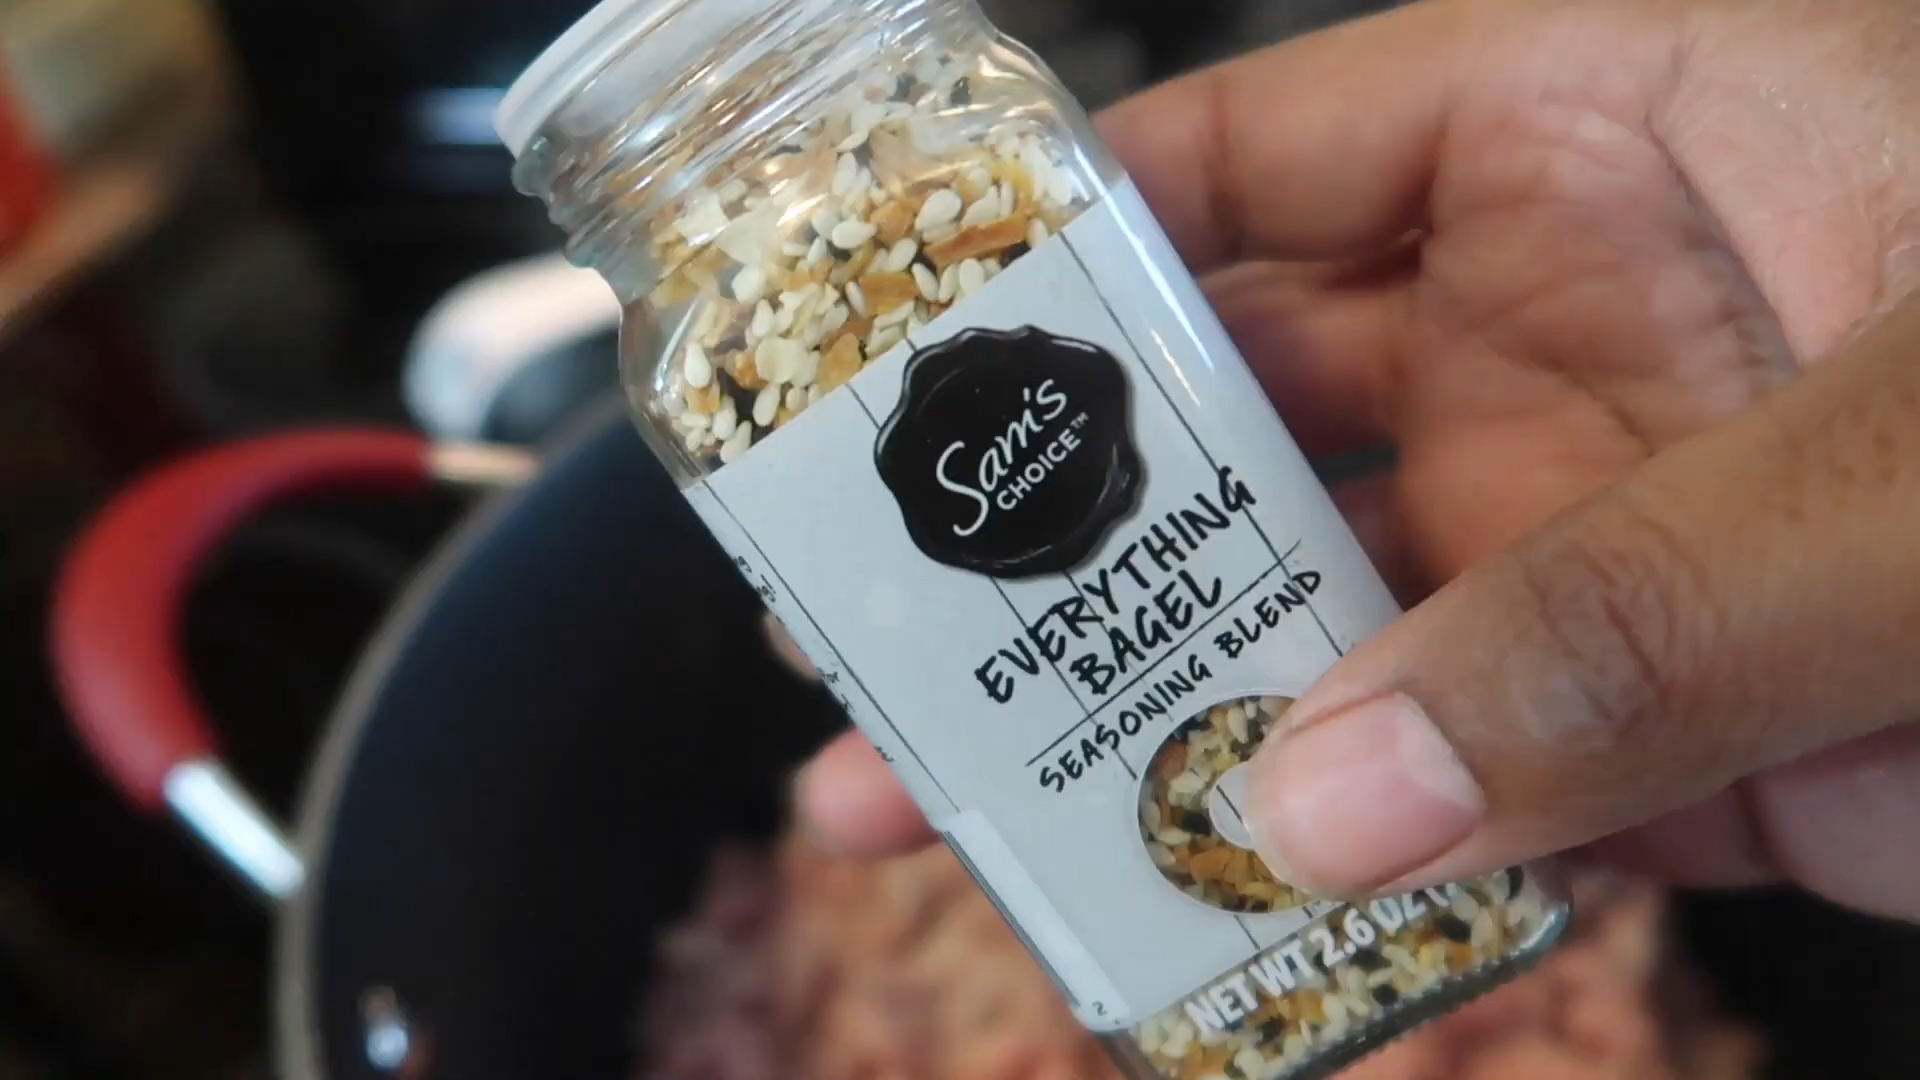 Sam's
CHOICE™
EVERYTHING
BAGEL
SEASONING BLEND
NET WT 2.6 OZ